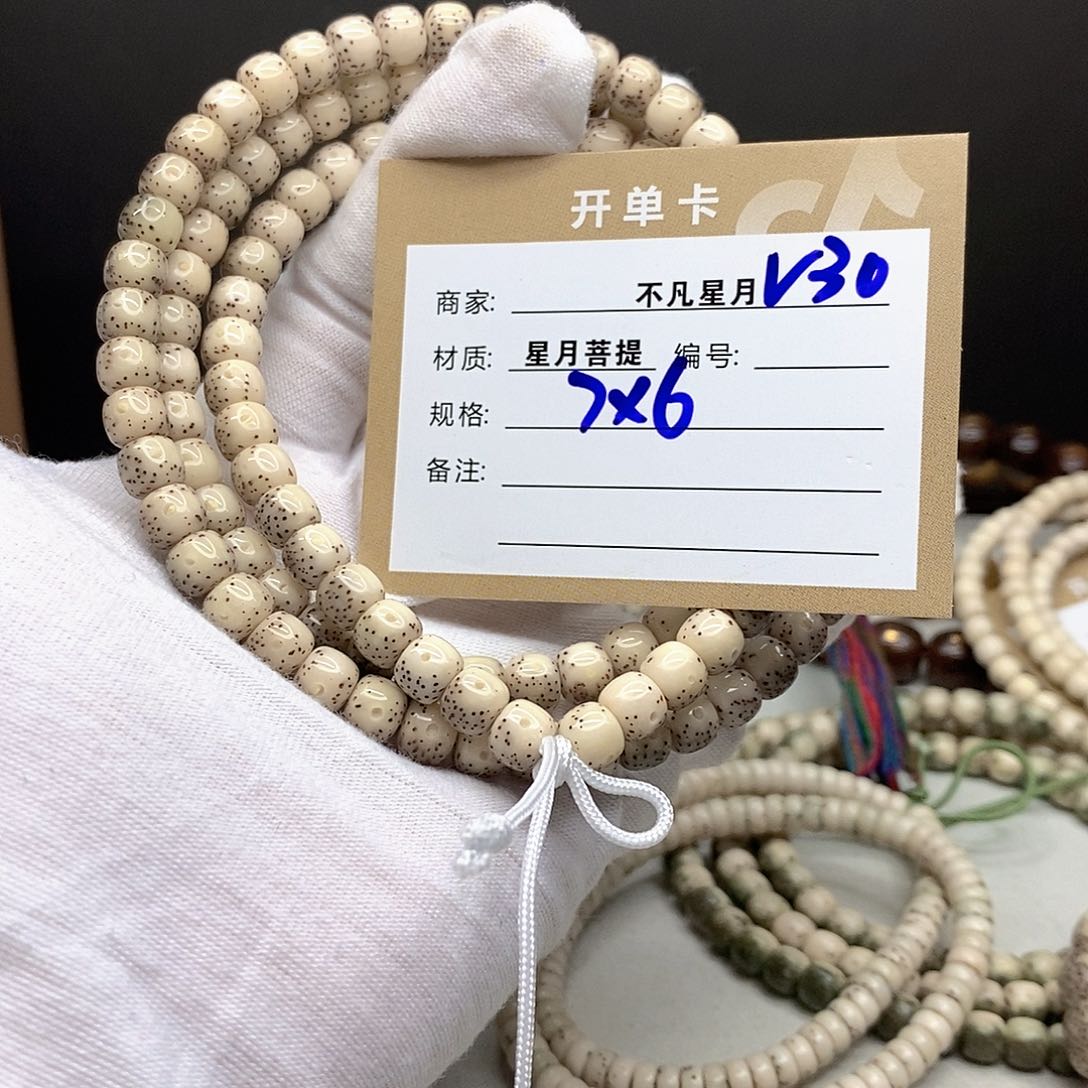 开单卡
商家: 不凡星月 V30
材质: 星月菩提 编号:
规格: 7×6
备注: